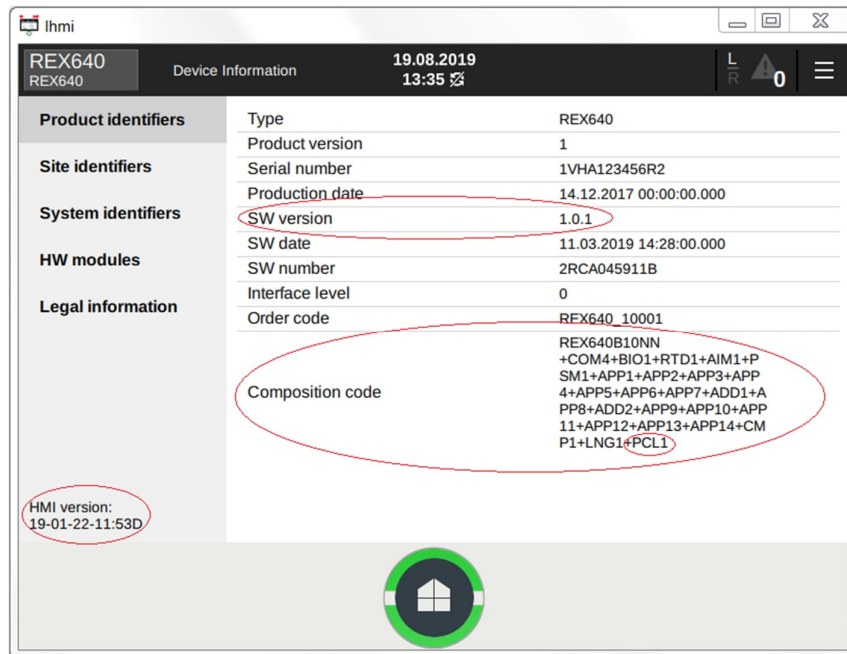 lhmi
REX640
REX640
Device Information
19.08.2019
13:35
L
R
0
Product identifiers
Site identifiers
System identifiers
HW modules
Legal information
HMI version:
19-01-22-11:53D
Type REX640
Product version 1
Serial number 1VHA123456R2
Production date 14.12.2017 00:00:00.000
SW version 1.0.1
SW date 11.03.2019 14:28:00.000
SW number 2RCA045911B
Interface level 0
Order code REX640_10001
Composition code
REX640B10NN
+COM4+BIO1+RTD1+AIM1+P
SM1+APP1+APP2+APP3+APP
4+APP5+APP6+APP7+ADD1+A
PP8+ADD2+APP9+APP10+APP
11+APP12+APP13+APP14+CM
P1+LNG1+PCL1